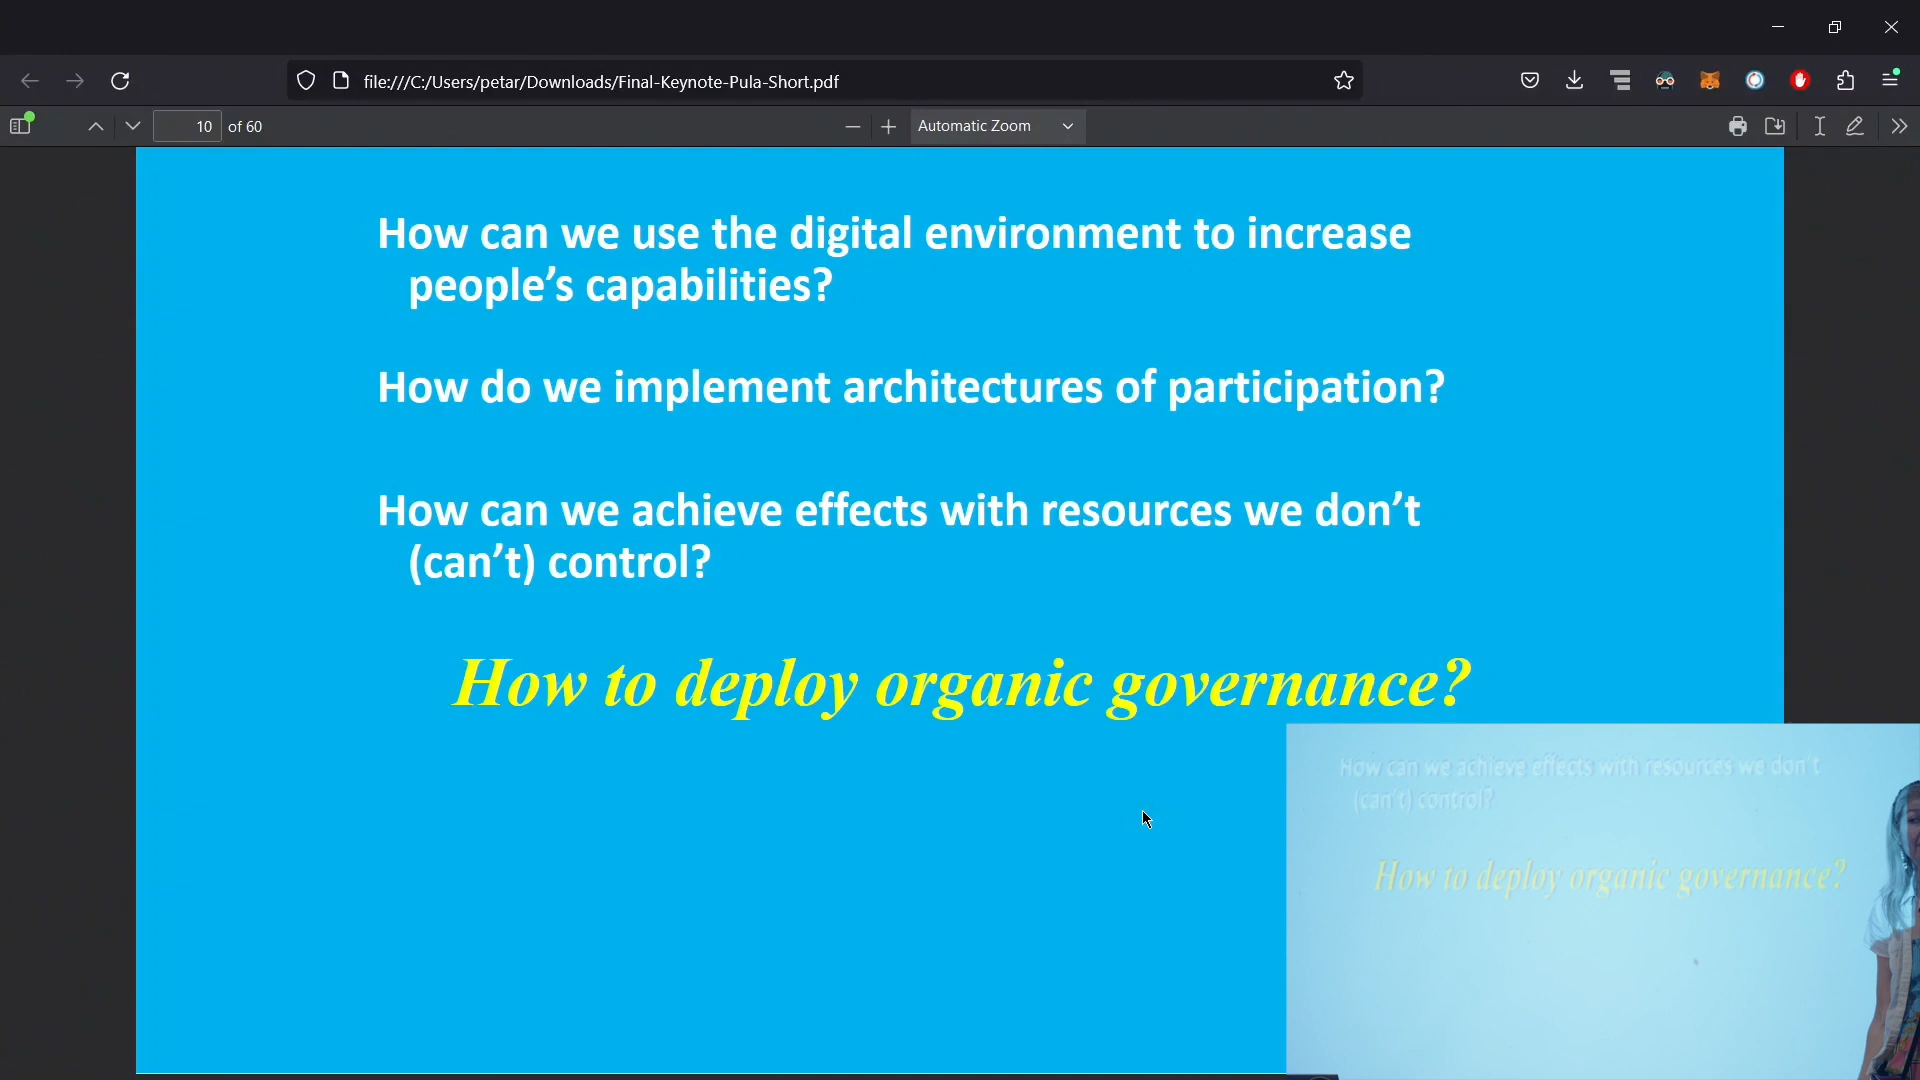 file:///C:/Users/petar/Downloads/Final-Keynote-Pula-Short.pdf
10 of 60
Automatic Zoom
How can we use the digital environment to increase
people’s capabilities?
How do we implement architectures of participation?
How can we achieve effects with resources we don’t
(can’t) control?
How to deploy organic governance?
How can we achieve effects with resources we don't
(can't) control?
How to deploy organic governance?